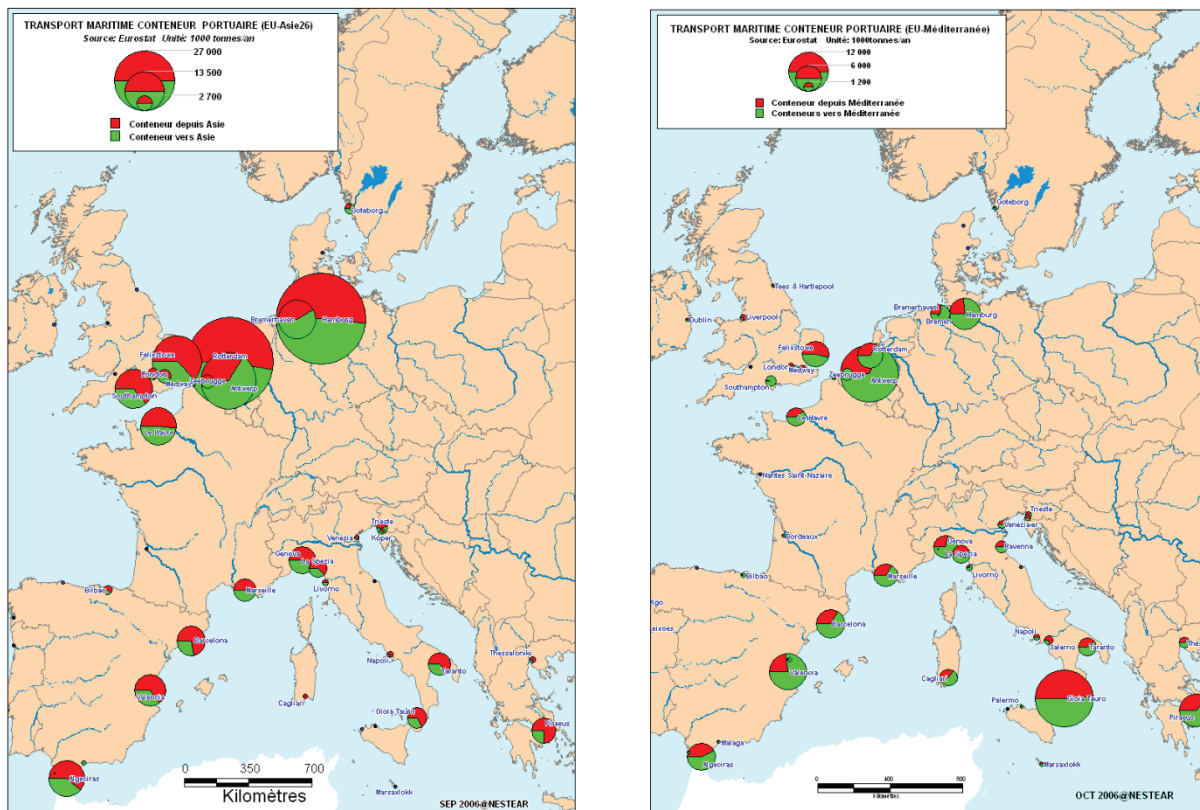 TRANSPORT MARITIME CONTENEUR PORTUAIRE (EU-Asie26)
Source: Eurostat Unité: 1000 tonnes/an
27 000
13 500
2 700
Conteneur depuis Asie
Conteneur vers Asie
Goteborg
Bremerhaven
Hamburg
Felixstowe
Rotterdam
London
Medway
Zeebrugge
Antwerp
Southampton
Le Havre
Trieste
Venezia
Koper
Genova
La Spezia
Livorno
Marseille
Bilbao
Barcelona
Napoli
Thessaloniki
Taranto
Valencia
Cagliari
Gioia Tauro
Piraeus
Algeciras
Marsaxlokk
0 350 700
Kilomètres
SEP 2006@NESTEAR
TRANSPORT MARITIME CONTENEUR PORTUAIRE (EU-Méditerranée)
Source: Eurostat Unité: 1000tonnes/an
12 000
6 000
1 200
Conteneur depuis Méditerranée
Conteneurs vers Méditerranée
Goteborg
Tees & Hartlepool
Dublin
Liverpool
Bremerhaven
Hamburg
Bremen
Felixstowe
Rotterdam
London
Medway
Zeebrugge
Antwerp
Southampton
Le Havre
Nantes Saint-Nazaire
Trieste
Genova
Ravenna
La Spezia
Bordeaux
Livorno
Marseille
Bilbao
Vigo
Leixoes
Barcelona
Napoli
Salerno
Taranto
Valencia
Cagliari
Gioia Tauro
Palermo
Piraeus
Malaga
Algeciras
Marsaxlokk
kilomètres
OCT 2006@NESTEAR